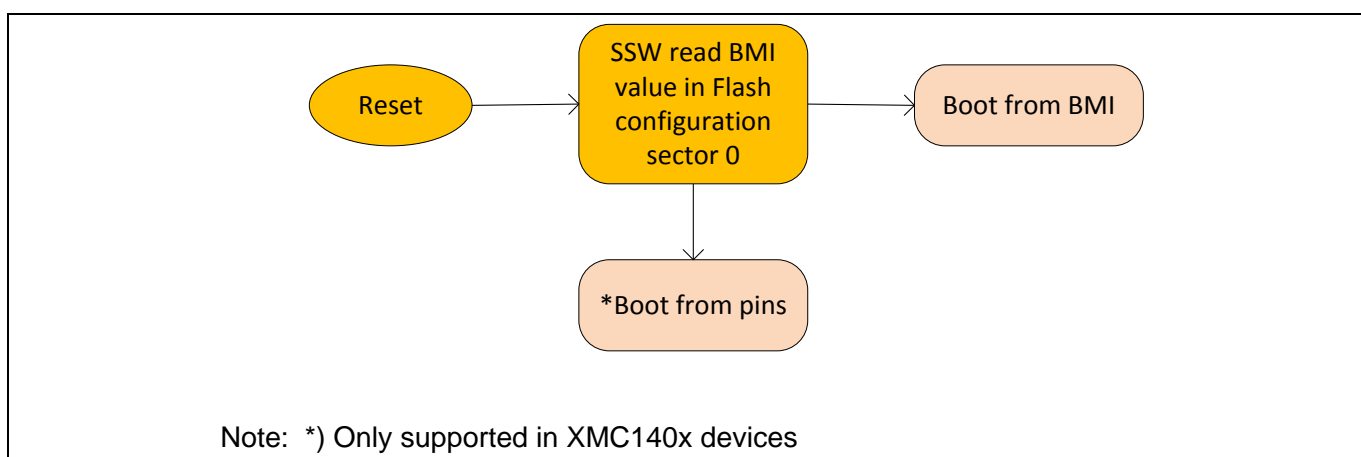 Reset
SSW read BMI
value in Flash
configuration
sector 0
Boot from BMI
*Boot from pins
Note: *) Only supported in XMC140x devices